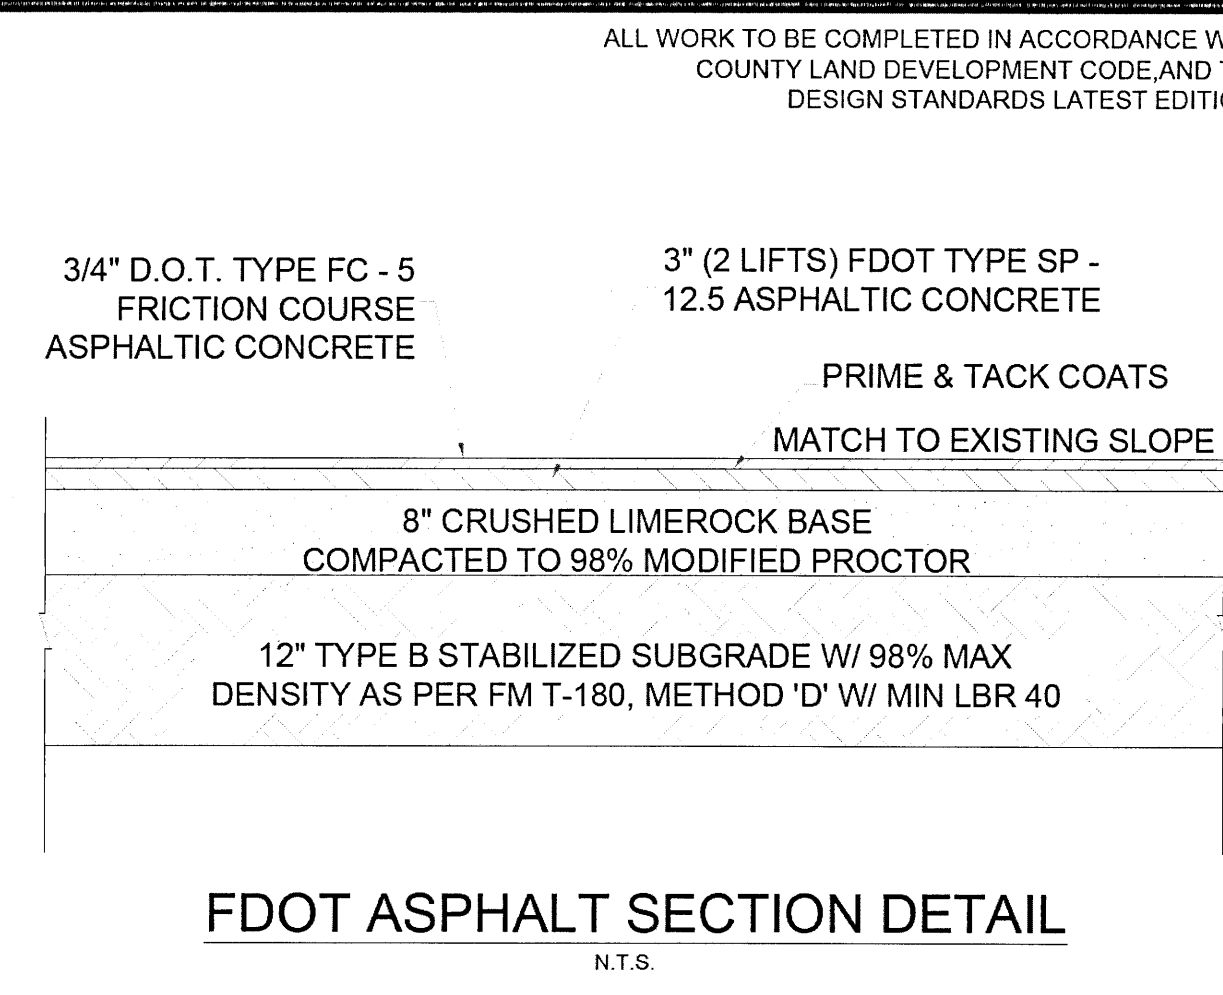 ALL WORK TO BE COMPLETED IN ACCORDANCE
COUNTY LAND DEVELOPMENT CODE,AND
DESIGN STANDARDS LATEST
3/4" D.O.T. TYPE FC - 5
FRICTION COURSE
ASPHALTIC CONCRETE
3" (2 LIFTS) FDOT TYPE SP -
12.5 ASPHALTIC CONCRETE
PRIME & TACK COATS
MATCH TO EXISTING SLOPE
8" CRUSHED LIMEROCK BASE
COMPACTED TO 98% MODIFIED PROCTOR
12" TYPE B STABILIZED SUBGRADE W/ 98% MAX
DENSITY AS PER FM T-180, METHOD 'D' W/ MIN LBR 40
FDOT ASPHALT SECTION DETAIL
N.T.S.